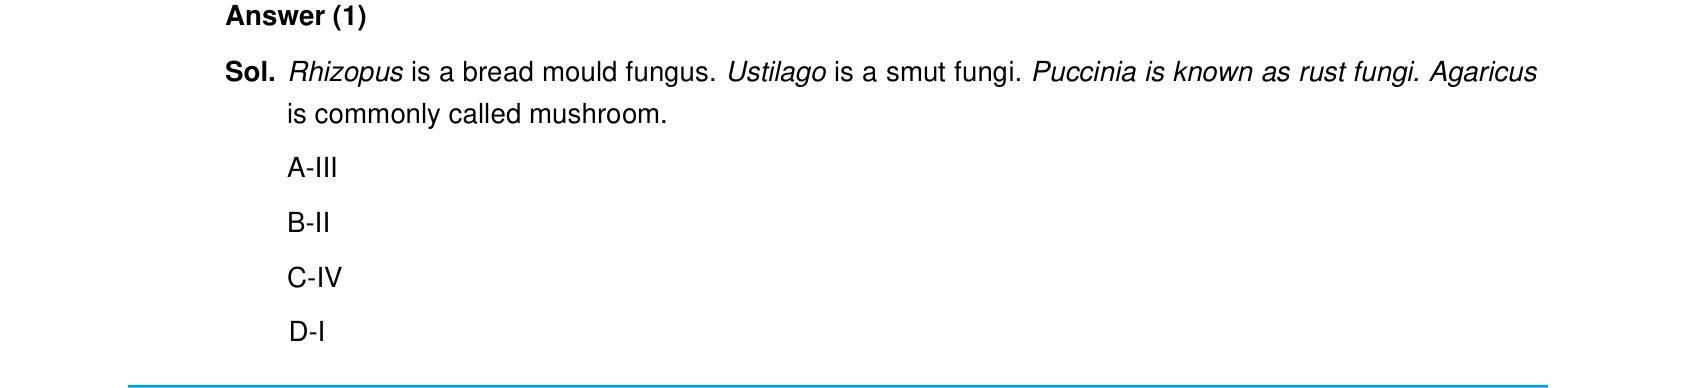 Answer (1)
Sol. Rhizopus is a bread mould fungus. Ustilago is a smut fungi. Puccinia is known as rust fungi. Agaricus
is commonly called mushroom.
A-III
B-II
C-IV
D-I